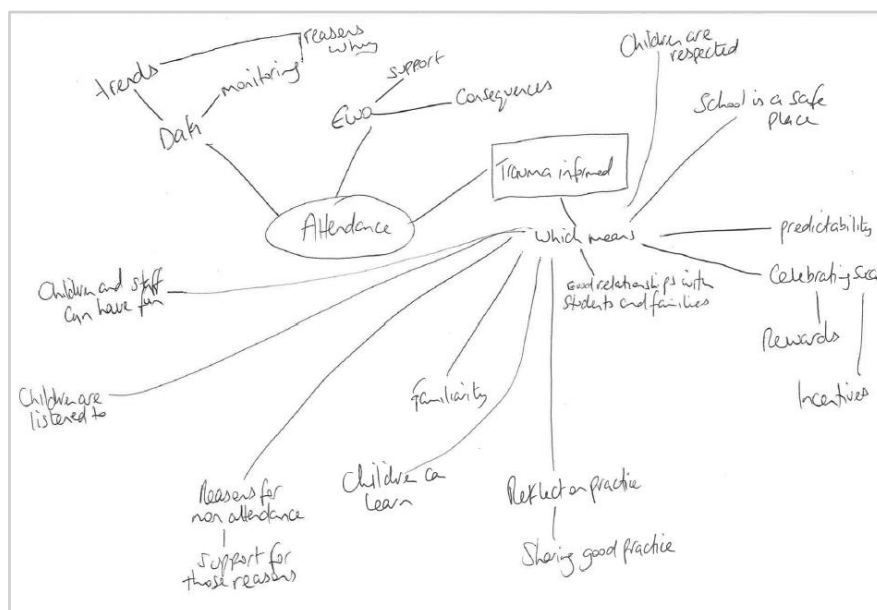 reasons
why
trends
monitoring
Data
support
EWO
Consequences
Children are
respected
School is a safe
place
Trauma informed
Attendance
which means
predictability
Children and staff
can have fun
Good relationships with
students and families
Celebrating
Rewards
Incentives
Children are
listened to
Familiarity
Children ca
learn
Reasons for
non attendance
Support for
those reasons
Reflect on practice
Sharing good practice